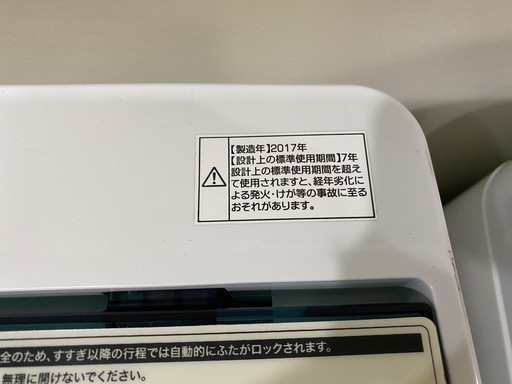 【製造年】2017年
【設計上の標準使用期間】7年
設計上の標準使用期間を超え
て使用されますと、経年劣化に
よる発火・けが等の事故に至る
おそれがあります。
全のため、すすぎ以降の行程では自動的にふたがロックされます。
無理に開けないでください。